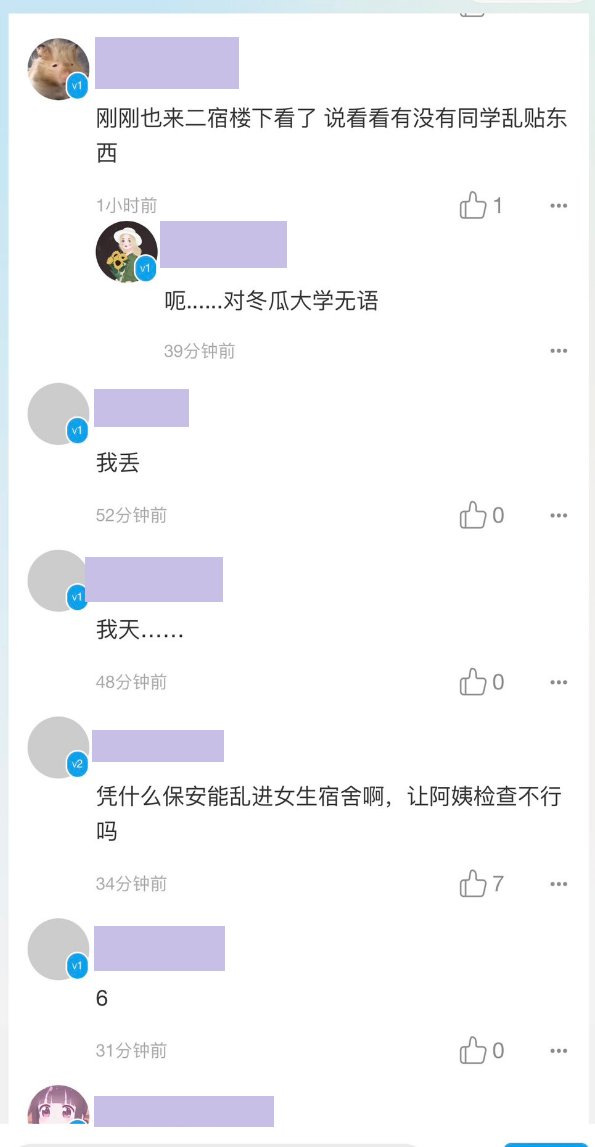 v1
刚刚也来二宿楼下看了 说看看有没有同学乱贴东
西
1小时前 1
v1
呃......对冬瓜大学无语
39分钟前
v1
我丢
52分钟前 0
v1
我天......
48分钟前 0
v2
凭什么保安能乱进女生宿舍啊，让阿姨检查不行
吗
34分钟前 7
v1
6
31分钟前 0